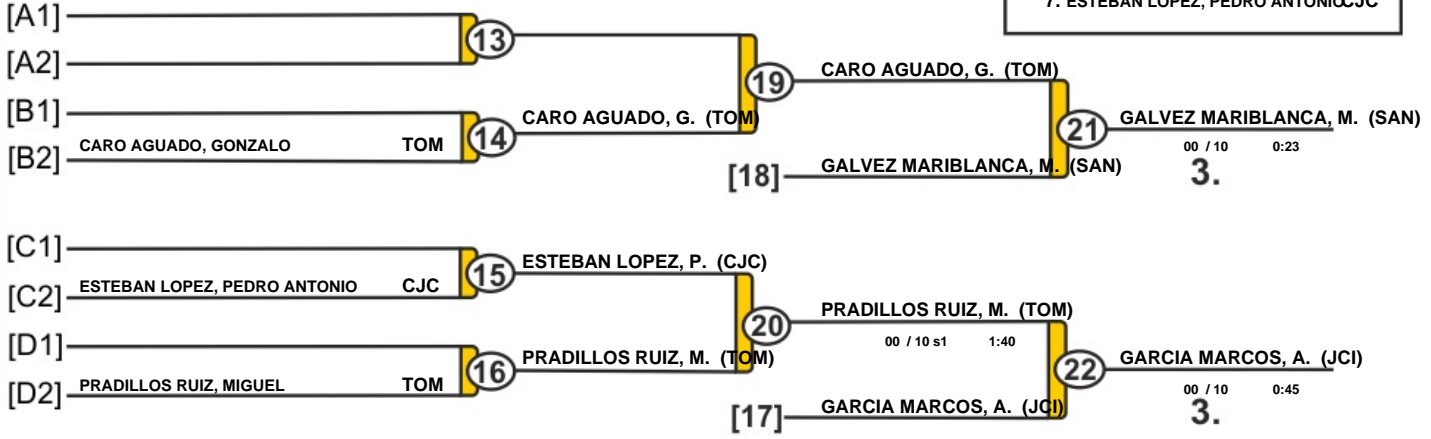 7. ESTEBAN LOPEZ, PEDRO ANTONIO CJC
[A1]
13
[A2]
19
CARO AGUADO, G. (TOM)
[B1]
CARO AGUADO, G. (TOM)
21
GALVEZ MARIBLANCA, M. (SAN)
14
[B2] CARO AGUADO, GONZALO TOM
00 / 10 0:23
[18] GALVEZ MARIBLANCA, M. (SAN)
3.
[C1]
15
ESTEBAN LOPEZ, P. (CJC)
[C2] ESTEBAN LOPEZ, PEDRO ANTONIO CJC
20
PRADILLOS RUIZ, M. (TOM)
00 / 10 s1 1:40
[D1]
16
PRADILLOS RUIZ, M. (TOM)
22
GARCIA MARCOS, A. (JCI)
[D2] PRADILLOS RUIZ, MIGUEL TOM
00 / 10 0:45
[17] GARCIA MARCOS, A. (JCI)
3.